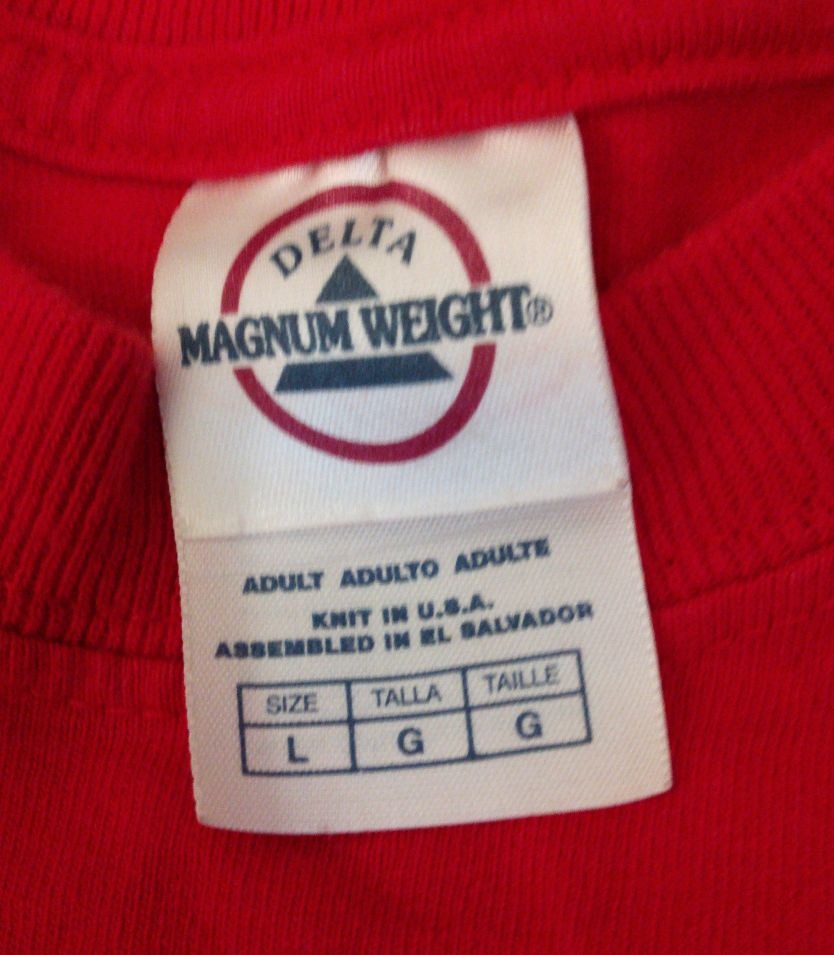 DELTA
MAGNUM WEIGHT®
ADULT ADULTO ADULTE
KNIT IN U.S.A.
ASSEMBLED IN EL SALVADOR
SIZE TALLA TAILLE
L G G